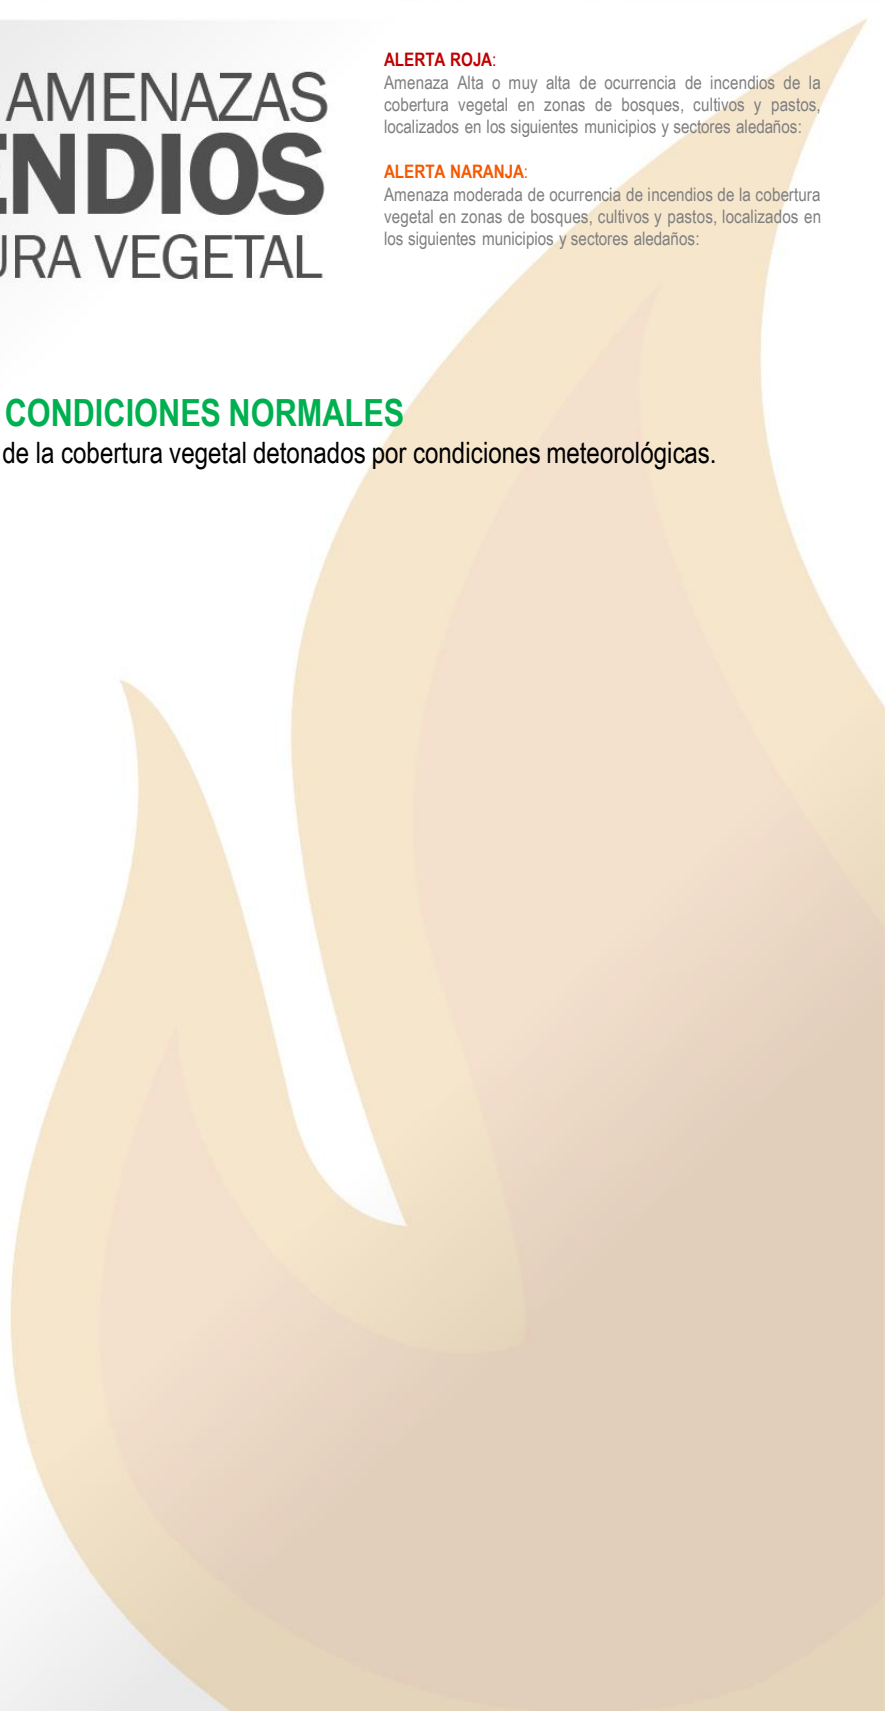 AMENAZAS
ENDIOS
URA VEGETAL
ALERTA ROJA:
Amenaza Alta o muy alta de ocurrencia de incendios de la
cobertura vegetal en zonas de bosques, cultivos y pastos,
localizados en los siguientes municipios y sectores aledaños:
ALERTA NARANJA:
Amenaza moderada de ocurrencia de incendios de la cobertura
vegetal en zonas de bosques, cultivos y pastos, localizados en
los siguientes municipios y sectores aledaños:
CONDICIONES NORMALES
de la cobertura vegetal detonados por condiciones meteorológicas.